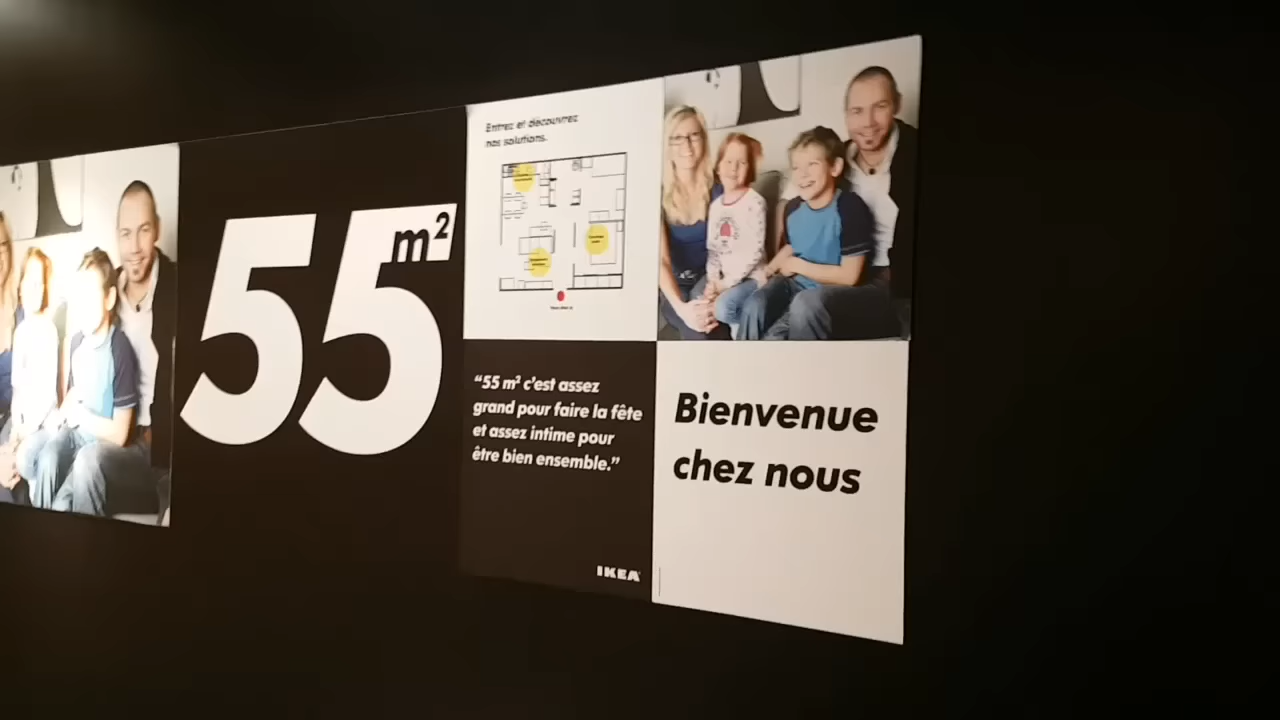 55
m²
Entrez et découvrez
nos solutions.
“55 m² c'est assez
grand pour faire la fête
et assez intime pour
être bien ensemble.”
IKEA
Bienvenue
chez nous